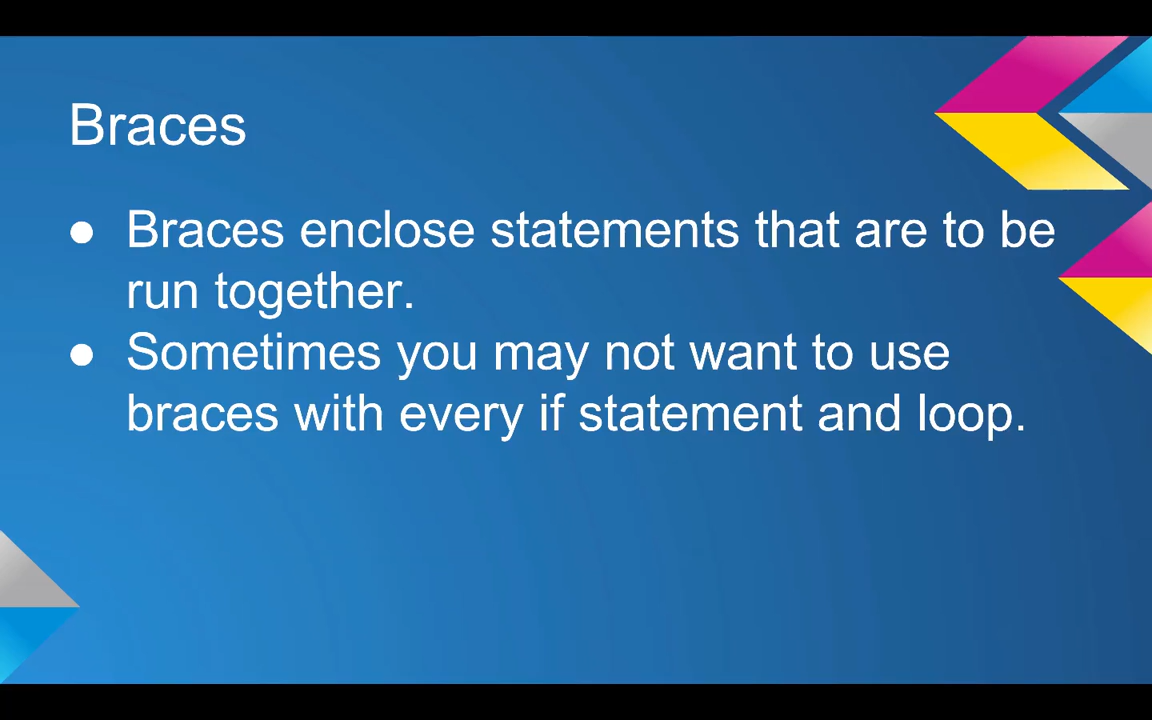 Braces
● Braces enclose statements that are to be
run together.
● Sometimes you may not want to use
braces with every if statement and loop.